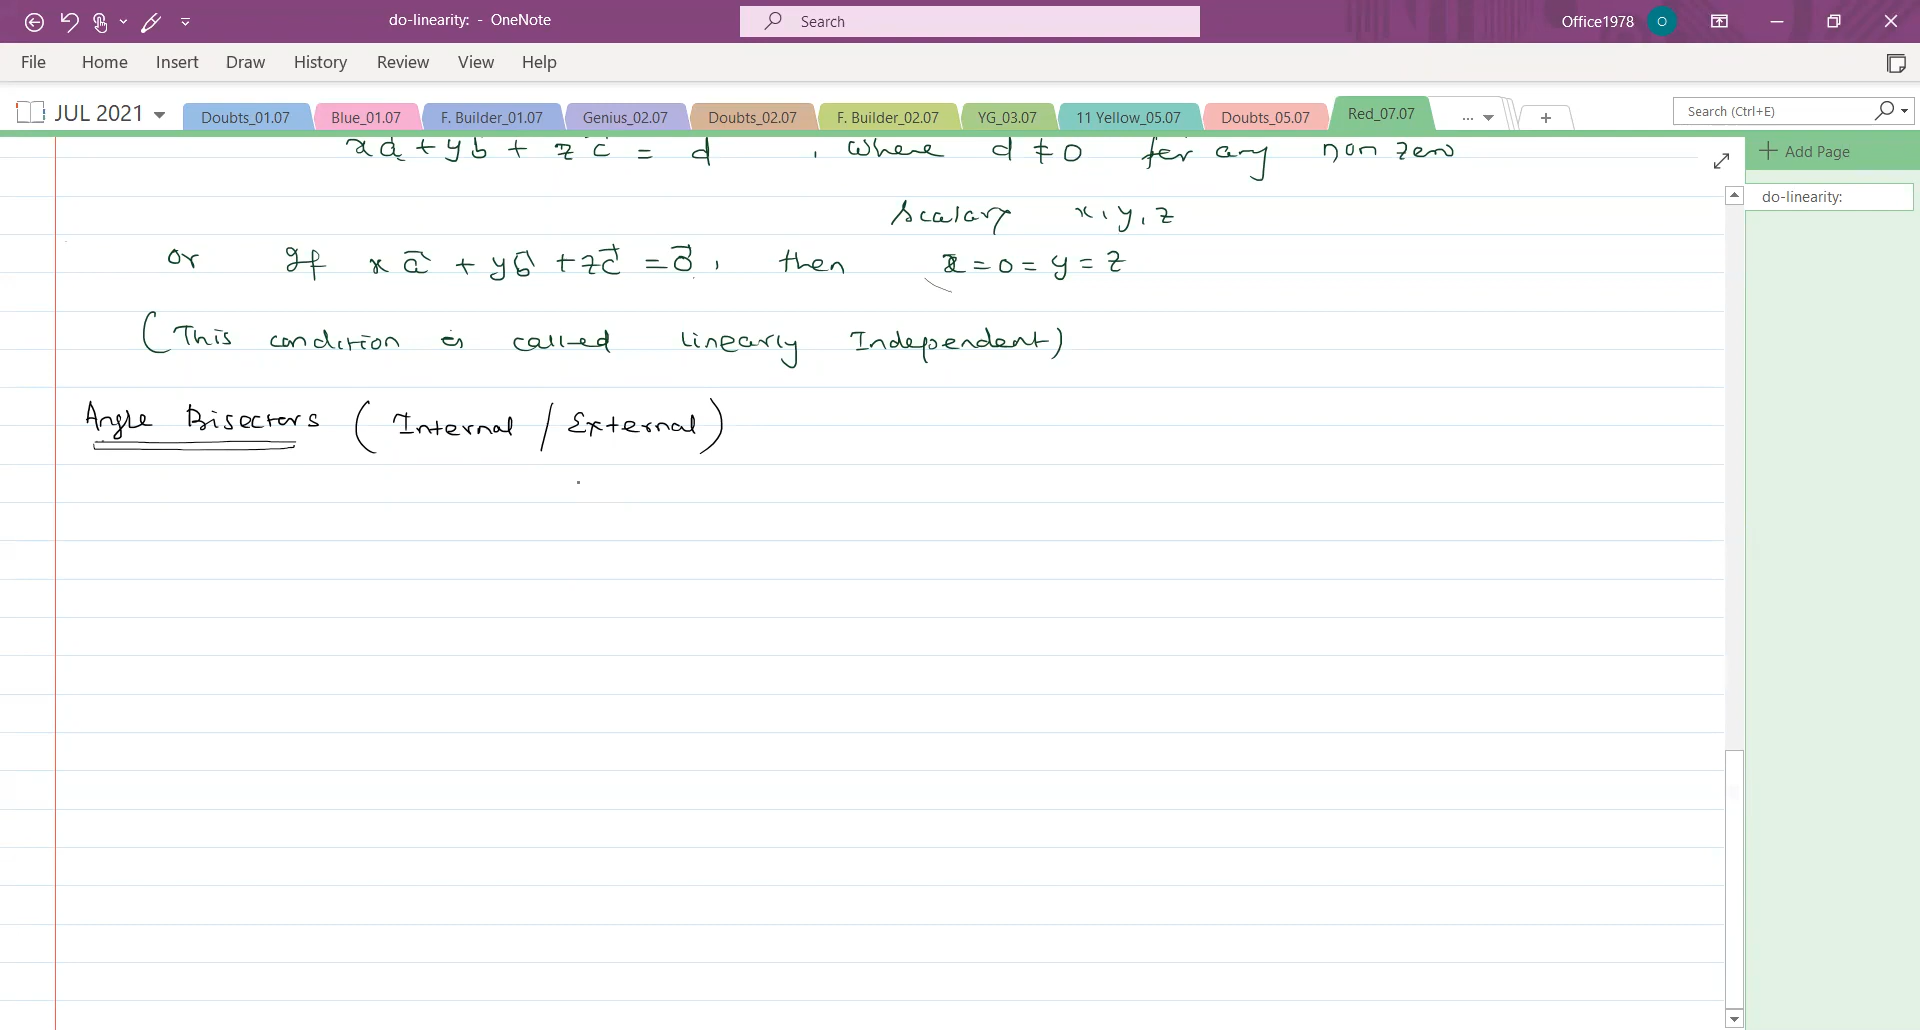 do-linearity: - OneNote
Search
Office1978
O
File Home Insert Draw History Review View Help
JUL 2021
Doubts_01.07 Blue_01.07 F. Builder_01.07 Genius_02.07 Doubts_02.07 F. Builder_02.07 YG_03.07 11 Yellow_05.07 Doubts_05.07 Red_07.07 ... +
Search (Ctrl+E)
Add Page
do-linearity:
xa + yb + zc = d , where d ≠ 0 for any non zero
scalars x, y, z
or If xa⃗ + yb⃗ + zc⃗ = 0⃗, then x = 0 = y = z
(This condition is called linearly Independent)
Angle Bisectors (Internal / External)